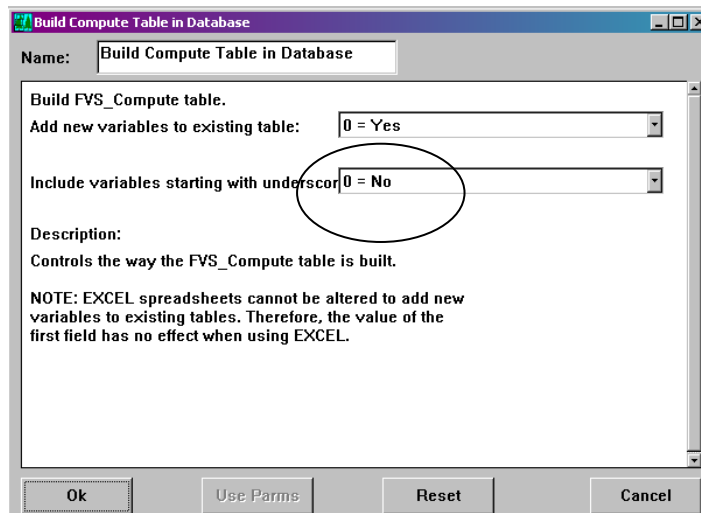 Build Compute Table in Database
Name: Build Compute Table in Database
Build FVS_Compute table.
Add new variables to existing table: 0 = Yes
Include variables starting with underscor 0 = No
Description:
Controls the way the FVS_Compute table is built.
NOTE: EXCEL spreadsheets cannot be altered to add new
variables to existing tables. Therefore, the value of the
first field has no effect when using EXCEL.
Ok Use Parms Reset Cancel